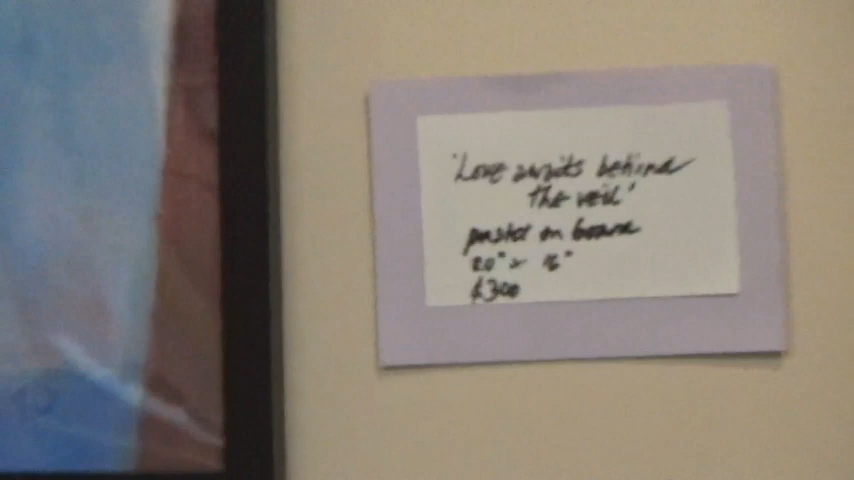 'Love awaits behind
the veil'
pastel on board
20" x 16"
£300